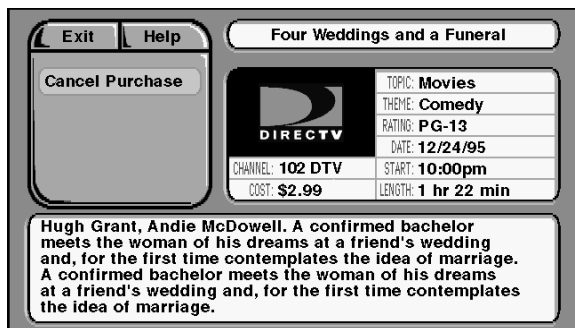 Exit Help
Four Weddings and a Funeral
Cancel Purchase
DIRECTV
TOPIC: Movies
THEME: Comedy
RATING: PG-13
DATE: 12/24/95
CHANNEL: 102 DTV
START: 10:00pm
COST: $2.99
LENGTH: 1 hr 22 min
Hugh Grant, Andie McDowell. A confirmed bachelor
meets the woman of his dreams at a friend's wedding
and, for the first time contemplates the idea of marriage.
A confirmed bachelor meets the woman of his dreams
at a friend's wedding and, for the first time contemplates
the idea of marriage.